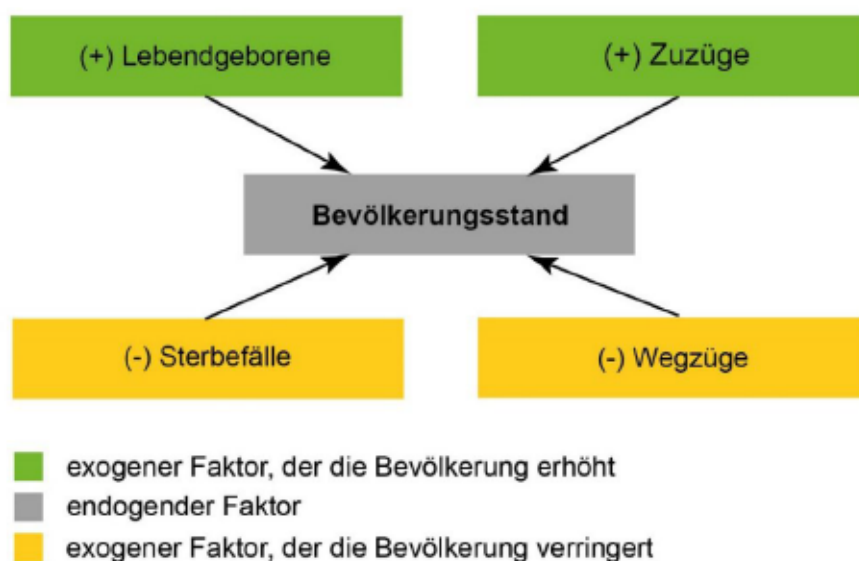 (+) Lebendgeborene
(+) Zuzüge
Bevölkerungsstand
(-) Sterbefälle
(-) Wegzüge
exogener Faktor, der die Bevölkerung erhöht
endogender Faktor
exogener Faktor, der die Bevölkerung verringert